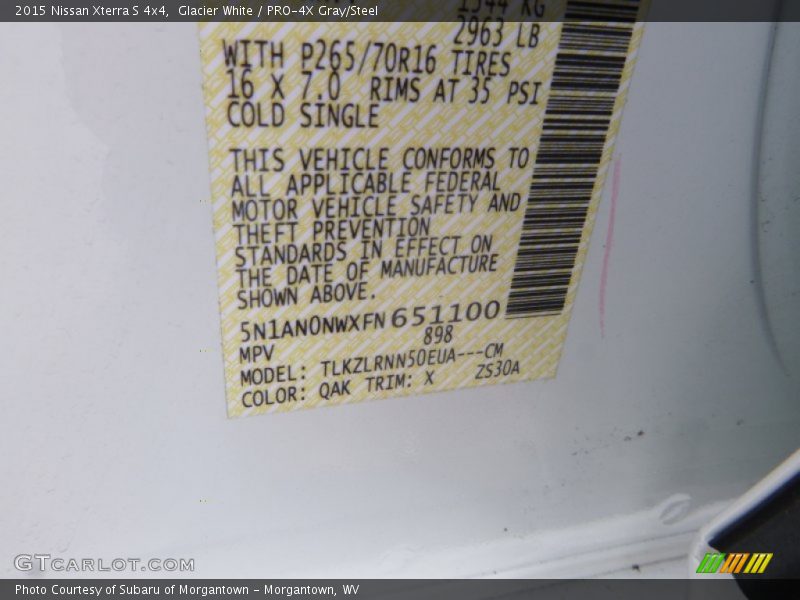 2015 Nissan Xterra S 4x4,  Glacier White / PRO-4X Gray/Steel
1344 KG
2963 LB
WITH P265/70R16 TIRES
16 X 7.0 RIMS AT 35 PSI
COLD SINGLE
THIS VEHICLE CONFORMS TO
ALL APPLICABLE FEDERAL
MOTOR VEHICLE SAFETY AND
THEFT PREVENTION
STANDARDS IN EFFECT ON
THE DATE OF MANUFACTURE
SHOWN ABOVE.
5N1AN0NWXFN651100
MPV 898
MODEL: TLKZLRNN50EUA---CM
COLOR: QAK TRIM: X ZS30A
GTCARLOT.COM
Photo Courtesy of Subaru of Morgantown - Morgantown, WV